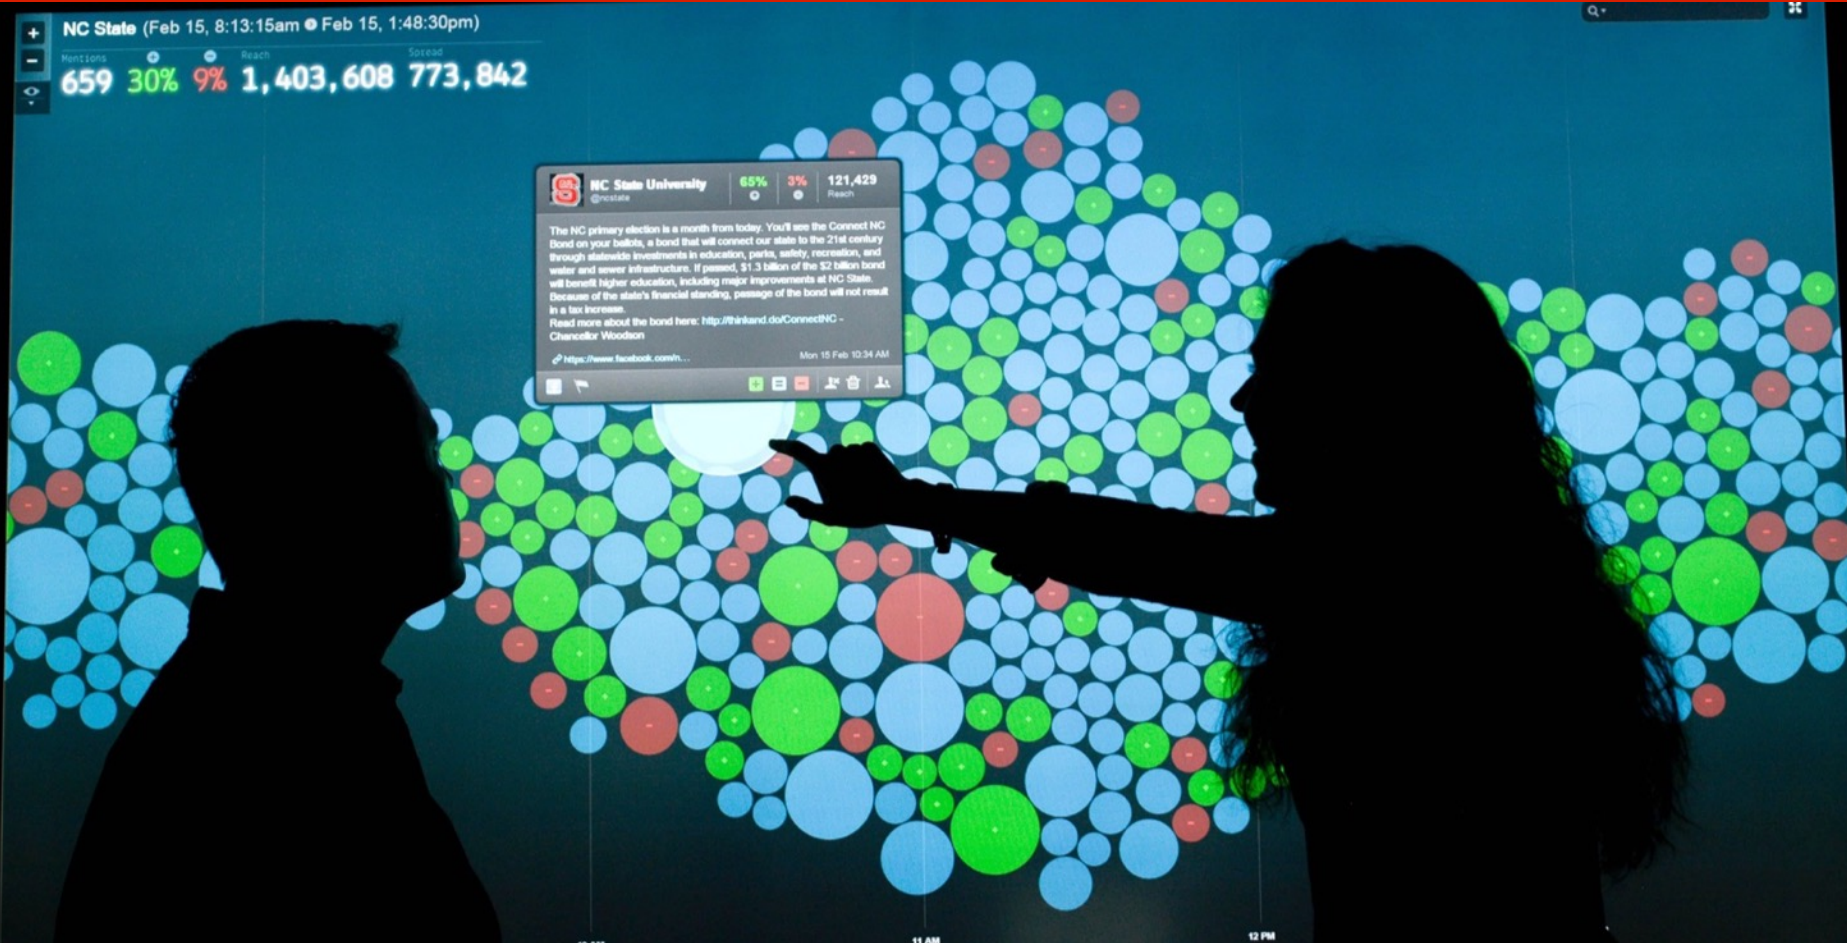 NC State (Feb 15, 8:13:15am Feb 15, 1:48:30pm)
Mentions Reach Spread
659 30% 9% 1,403,608 773,842
NC State University 65% 3% 121,429
@ncstate Reach
The NC primary election is a month from today. You'll see the Connect NC
Bond on your ballots, a bond that will connect our state to the 21st century
through statewide investments in education, parks, safety, recreation, and
water and sewer infrastructure. If passed, $1.3 billion of the $2 billion bond
will benefit higher education, including major improvements at NC State.
Because of the state's financial standing, passage of the bond will not result
in a tax increase.
Read more about the bond here: http://thinkand.do/ConnectNC -
Chancellor Woodson
https://www.facebook.com/n... Mon 15 Feb 10:34 AM
11 AM 12 PM